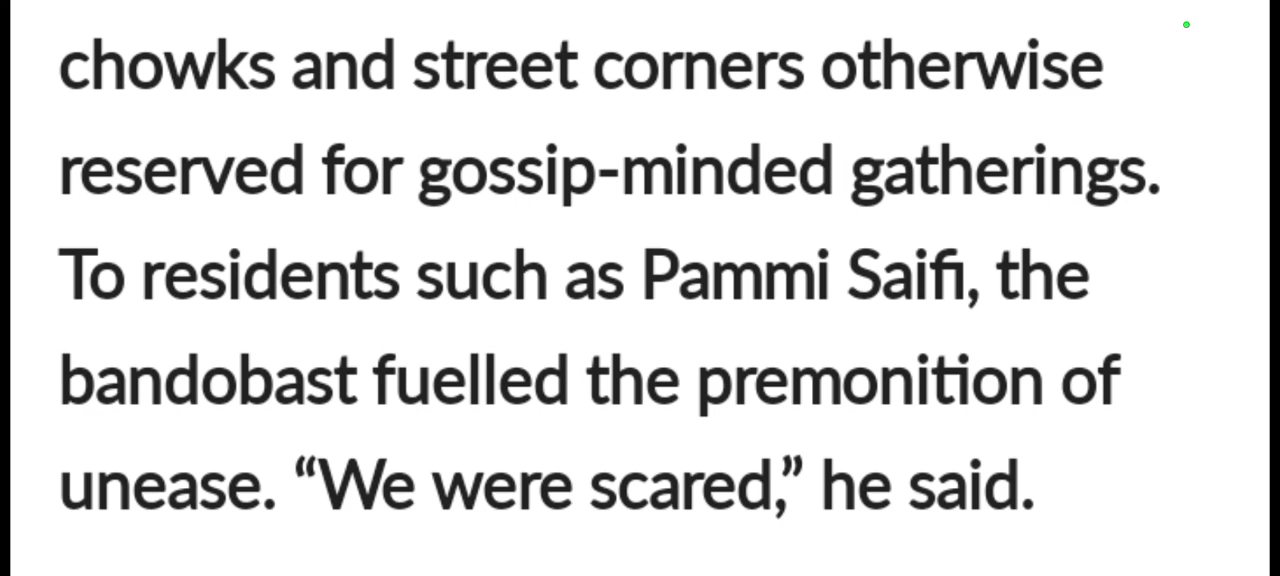 chowks and street corners otherwise
reserved for gossip-minded gatherings.
To residents such as Pammi Saifi, the
bandobast fuelled the premonition of
unease. “We were scared,” he said.